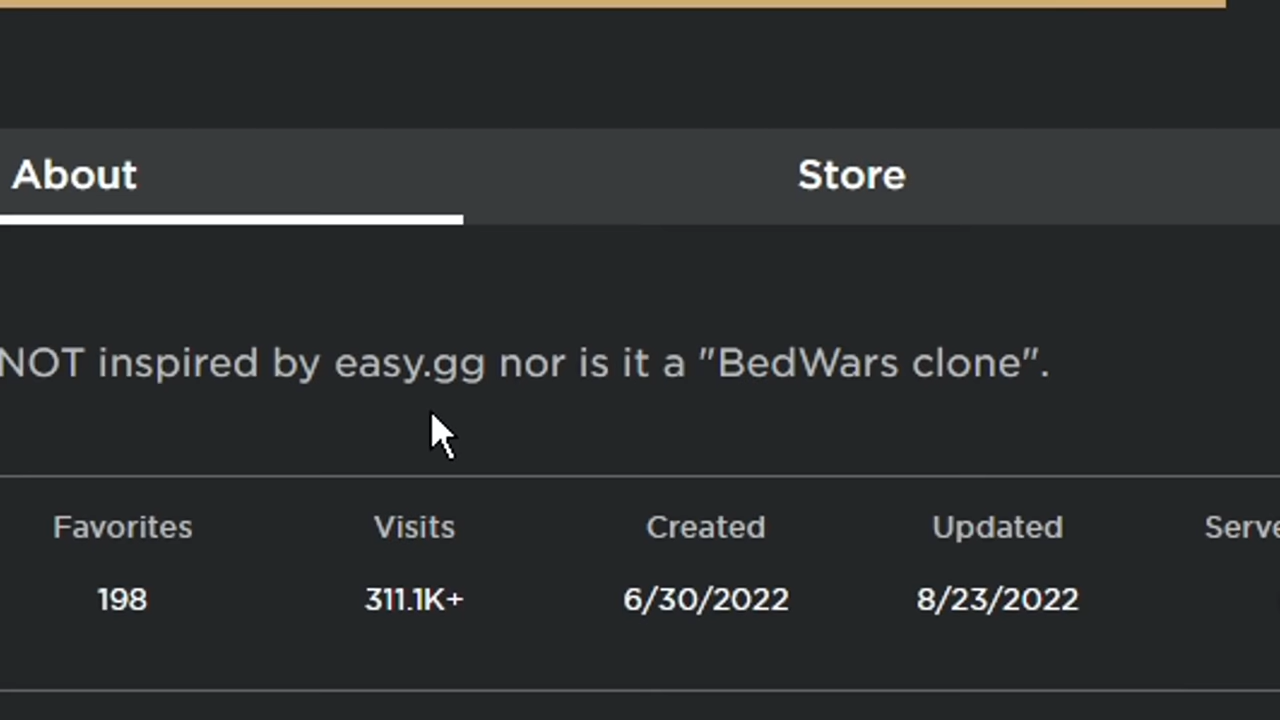 About Store
NOT inspired by easy.gg nor is it a "BedWars clone".
Favorites Visits Created Updated Serve
198 311.1K+ 6/30/2022 8/23/2022